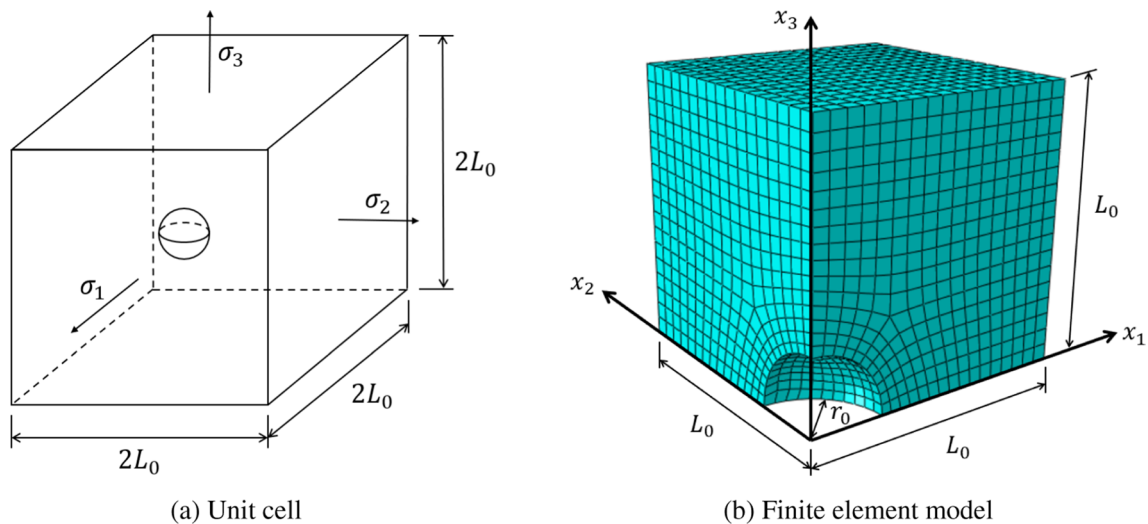 σ₃
2L₀
σ₂
σ₁
2L₀
2L₀
(a) Unit cell
x₃
L₀
x₂
x₁
r₀
L₀
L₀
(b) Finite element model